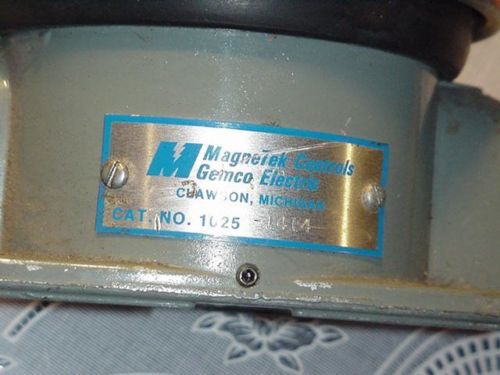 MagneTek Controls
Gemco Electric
CLAWSON, MICHIGAN
CAT. NO. 1025